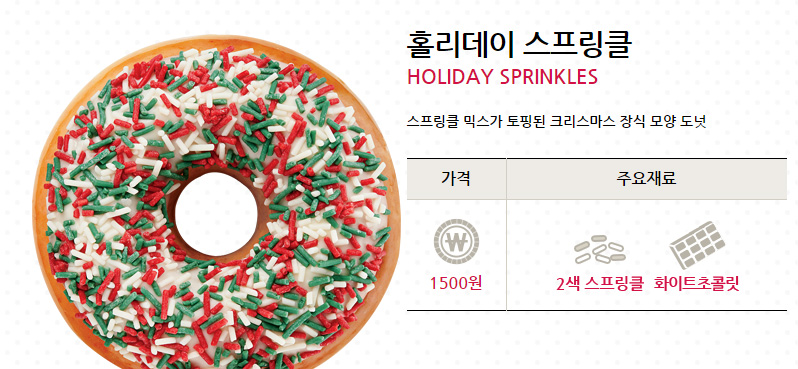 홀리데이 스프링클
HOLIDAY SPRINKLES
스프링클 믹스가 토핑된 크리스마스 장식 모양 도넛
가격 주요재료
₩
1500원 2색 스프링클 화이트초콜릿